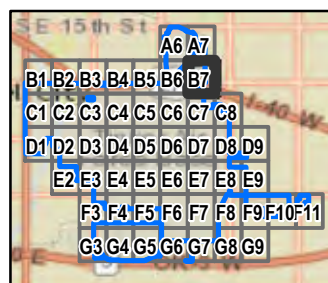 SE 15th St
A6 A7
B1 B2 B3 B4 B5 B6 B7
C1 C2 C3 C4 C5 C6 C7 C8
I-40 W
D1 D2 D3 D4 D5 D6 D7 D8 D9
E2 E3 E4 E5 E6 E7 E8 E9
F3 F4 F5 F6 F7 F8 F9 F10 F11
G3 G4 G5 G6 G7 G8 G9